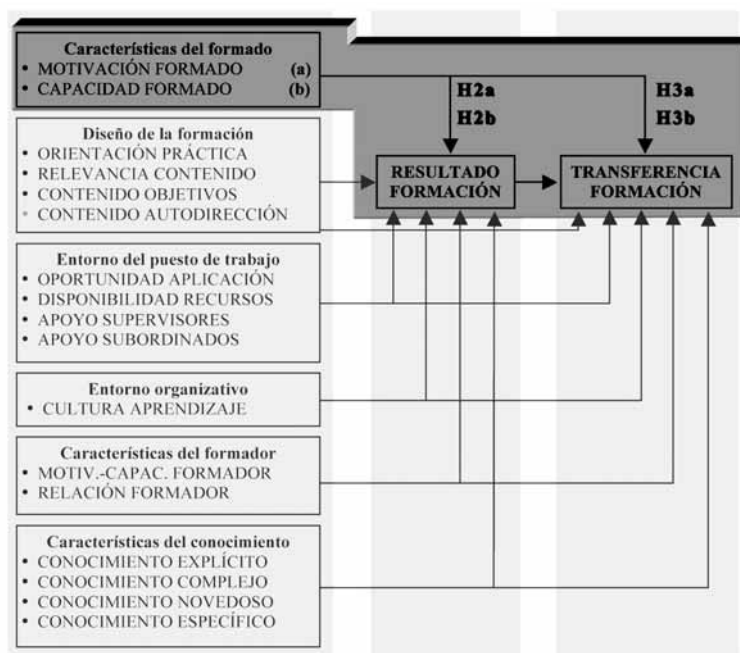 Características del formado
• MOTIVACIÓN FORMADO (a)
• CAPACIDAD FORMADO (b)
H2a
H2b
H3a
H3b
Diseño de la formación
• ORIENTACIÓN PRÁCTICA
• RELEVANCIA CONTENIDO
• CONTENIDO OBJETIVOS
• CONTENIDO AUTODIRECCIÓN
RESULTADO
FORMACIÓN
TRANSFERENCIA
FORMACIÓN
Entorno del puesto de trabajo
• OPORTUNIDAD APLICACIÓN
• DISPONIBILIDAD RECURSOS
• APOYO SUPERVISORES
• APOYO SUBORDINADOS
Entorno organizativo
• CULTURA APRENDIZAJE
Características del formador
• MOTIV.-CAPAC. FORMADOR
• RELACIÓN FORMADOR
Características del conocimiento
• CONOCIMIENTO EXPLÍCITO
• CONOCIMIENTO COMPLEJO
• CONOCIMIENTO NOVEDOSO
• CONOCIMIENTO ESPECÍFICO